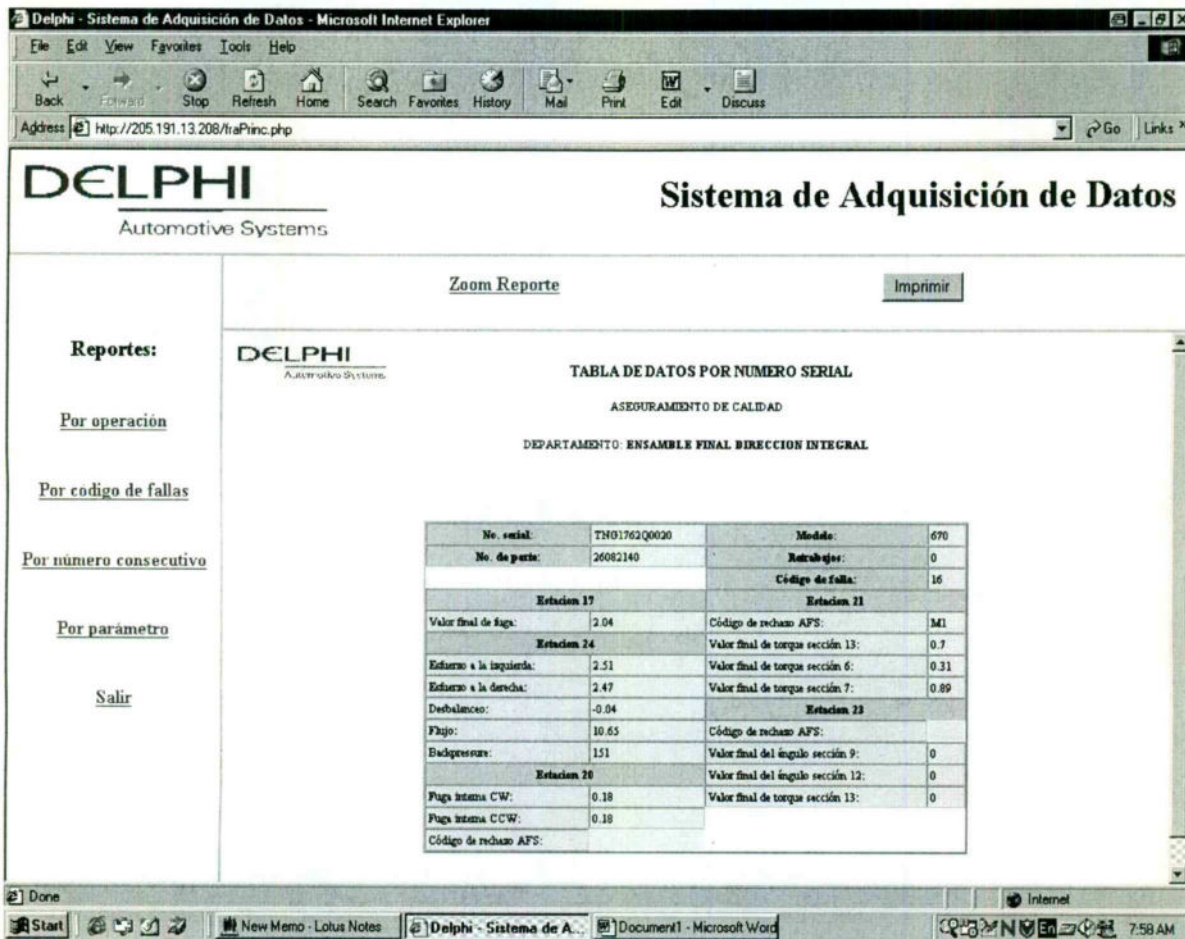 Delphi - Sistema de Adquisición de Datos - Microsoft Internet Explorer
File Edit View Favorites Tools Help
Back Forward Stop Refresh Home Search Favorites History Mail Print Edit Discuss
Address http://205.191.13.208/fraPrinc.php Go Links
DELPHI
Automotive Systems
Sistema de Adquisición de Datos
Zoom Reporte
Imprimir
Reportes:
Por operación
Por código de fallas
Por número consecutivo
Por parámetro
Salir
DELPHI
Automotive Systems
TABLA DE DATOS POR NUMERO SERIAL
ASEGURAMIENTO DE CALIDAD
DEPARTAMENTO: ENSAMBLE FINAL DIRECCION INTEGRAL
No. serial: TNG1762Q0020 Modelo: 670
No. de parte: 26082140 Retrabajos: 0
Código de falla: 16
Estacion 17 Estacion 21
Valor final de fuga: 2.04 Código de rechazo AFS: M1
Estacion 24 Valor final de torque sección 13: 0.7
Esfuerzo a la izquierda: 2.51 Valor final de torque sección 6: 0.31
Esfuerzo a la derecha: 2.47 Valor final de torque sección 7: 0.89
Desbalanceo: -0.04 Estacion 23
Flujo: 10.65 Código de rechazo AFS:
Backpressure: 151 Valor final del ángulo sección 9: 0
Estacion 20 Valor final del ángulo sección 12: 0
Fuga interna CW: 0.18 Valor final de torque sección 13: 0
Fuga interna CCW: 0.18
Código de rechazo AFS:
Done Internet
Start New Memo - Lotus Notes Delphi - Sistema de A... Document1 - Microsoft Word En 7:58 AM